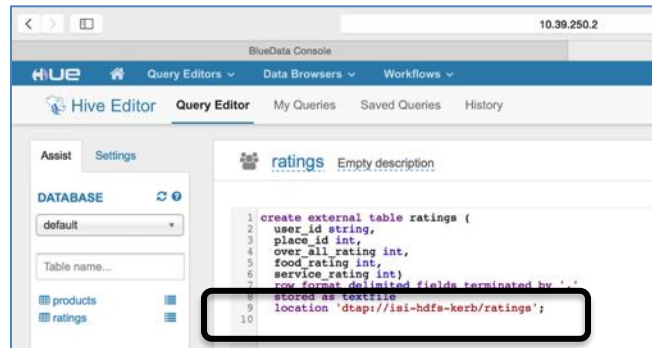 10.39.250.2
BlueData Console
HUE Query Editors Data Browsers Workflows
Hive Editor Query Editor My Queries Saved Queries History
Assist Settings
ratings Empty description
DATABASE
default
Table name...
products
ratings
1 create external table ratings (
2 user_id string,
3 place_id int,
4 over_all_rating int,
5 food_rating int,
6 service_rating int)
7 row format delimited fields terminated by ','
8 stored as textfile
9 location 'dtap://isi-hdfs-kerb/ratings';
10